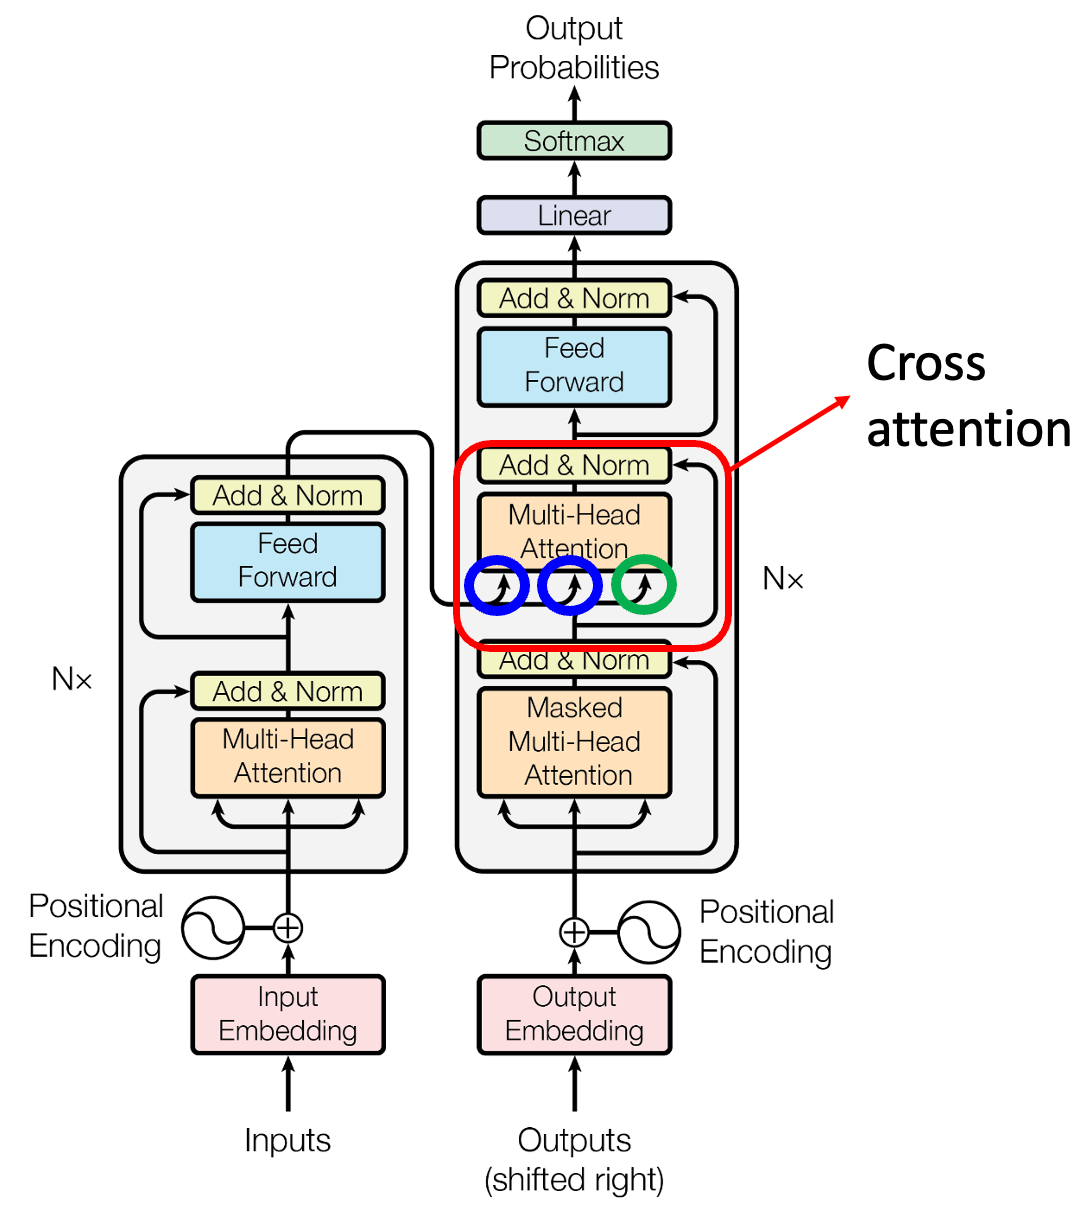 Output
Probabilities
Softmax
Linear
Add & Norm
Feed
Forward
Cross
attention
Add & Norm
Multi-Head
Attention
N×
Add & Norm
Masked
Multi-Head
Attention
Add & Norm
Feed
Forward
N×
Add & Norm
Multi-Head
Attention
Positional
Encoding
Positional
Encoding
Input
Embedding
Output
Embedding
Inputs
Outputs
(shifted right)